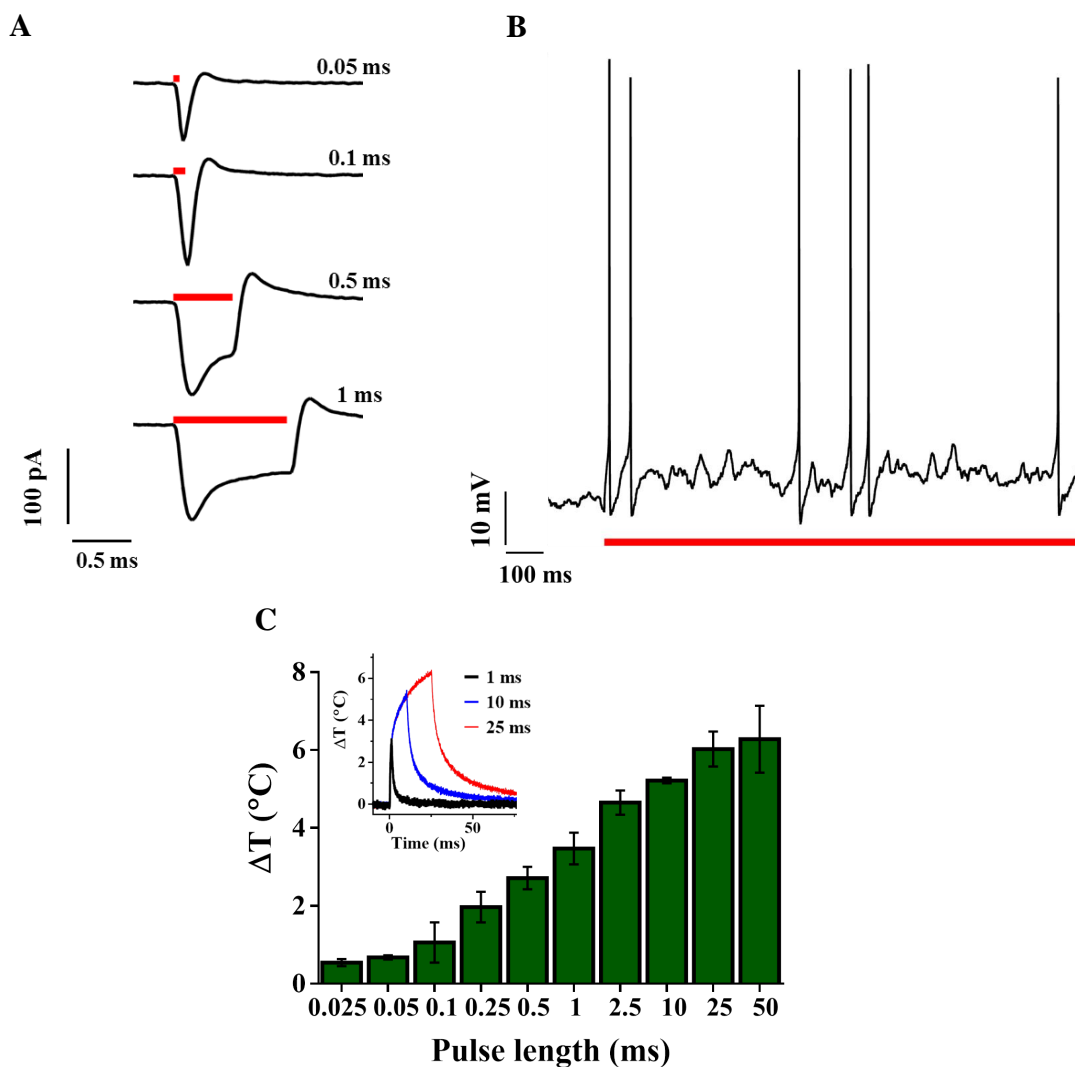 A
0.05 ms
0.1 ms
0.5 ms
1 ms
100 pA
0.5 ms
B
10 mV
100 ms
C
ΔT (°C)
8
6
4
2
0
0.025 0.05 0.1 0.25 0.5 1 2.5 10 25 50
Pulse length (ms)
ΔT (°C)
6
4
2
0
0 50
Time (ms)
1 ms
10 ms
25 ms